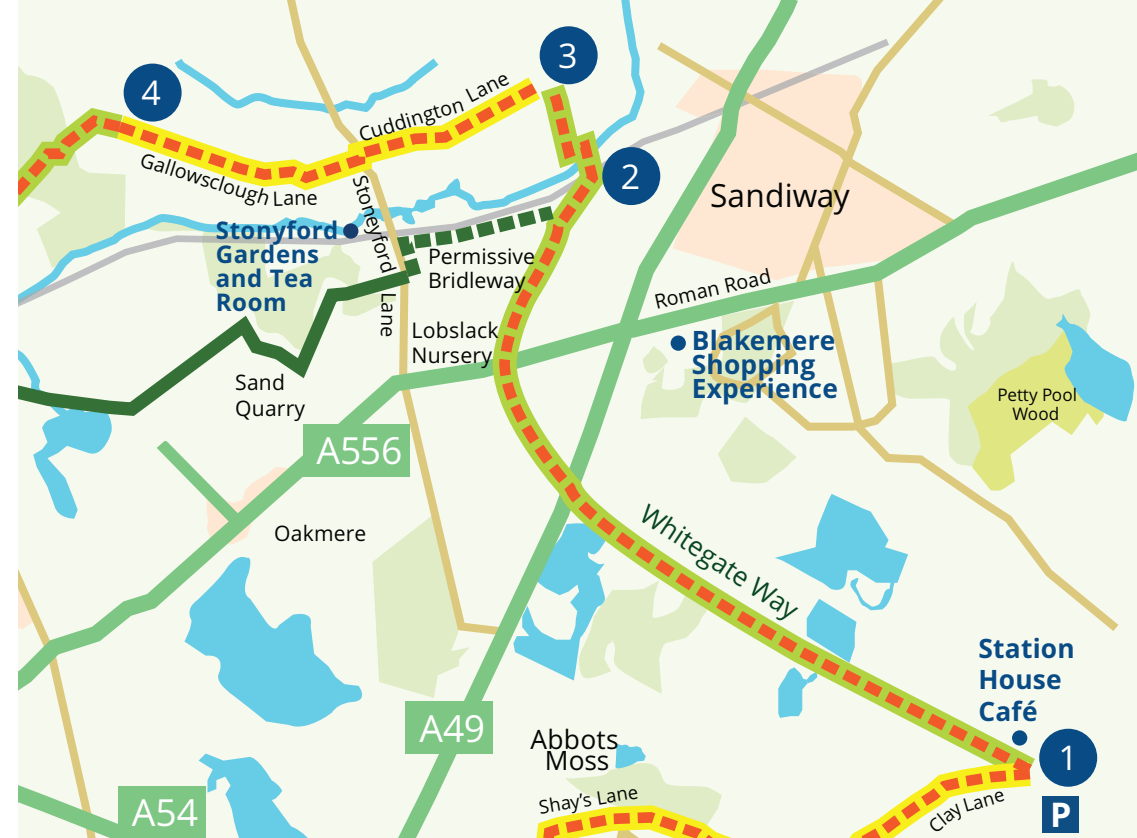 3
4
Cuddington Lane
Gallowsclough Lane
2
Sandiway
Stoneyford Lane
Stonyford
Gardens
and Tea
Room
Permissive
Bridleway
Roman Road
Lobslack
Nursery
Blakemere
Shopping
Experience
Sand
Quarry
Petty Pool
Wood
A556
Oakmere
Whitegate Way
Station
House
Café
A49
Abbots
Moss
1
Shay's Lane
Clay Lane
P
A54